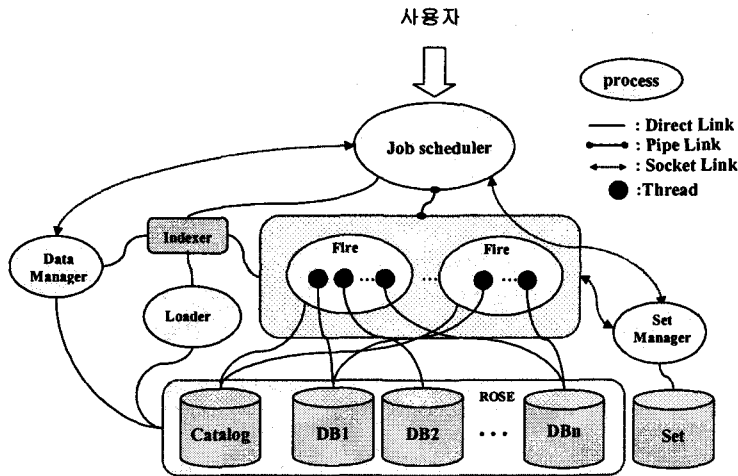 사용자
process
: Direct Link
: Pipe Link
: Socket Link
:Thread
Job scheduler
Indexer
Fire
Fire
Data
Manager
...
...
...
Loader
Set
Manager
ROSE
Catalog
DB1
DB2
...
DBn
Set